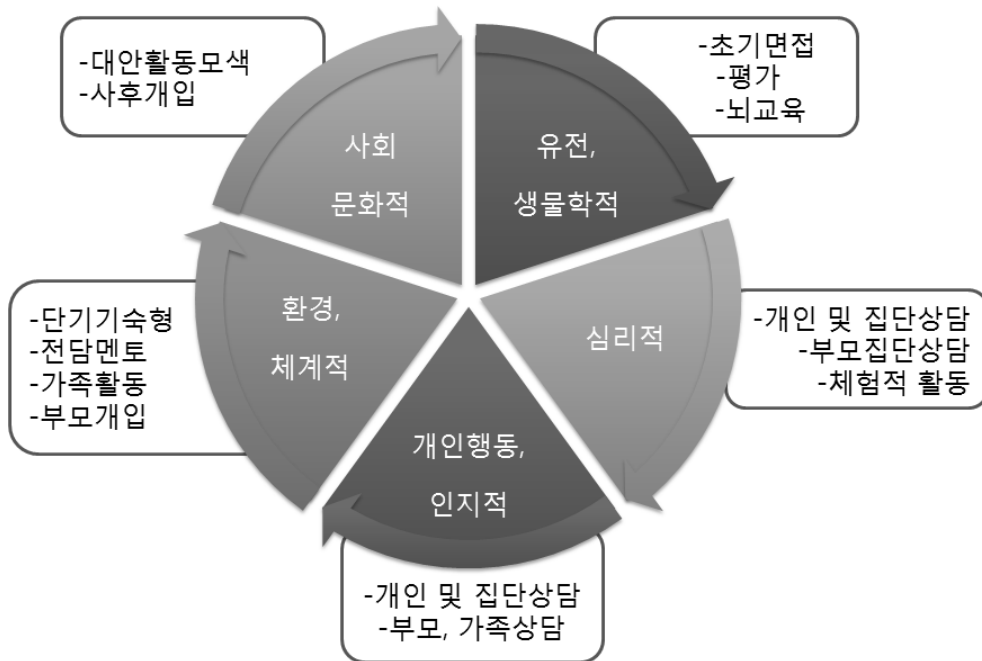 -대안활동모색
-사후개입
사회
문화적
유전,
생물학적
-초기면접
-평가
-뇌교육
환경,
체계적
-단기기숙형
-전담멘토
-가족활동
-부모개입
심리적
-개인 및 집단상담
-부모집단상담
-체험적 활동
개인행동,
인지적
-개인 및 집단상담
-부모, 가족상담